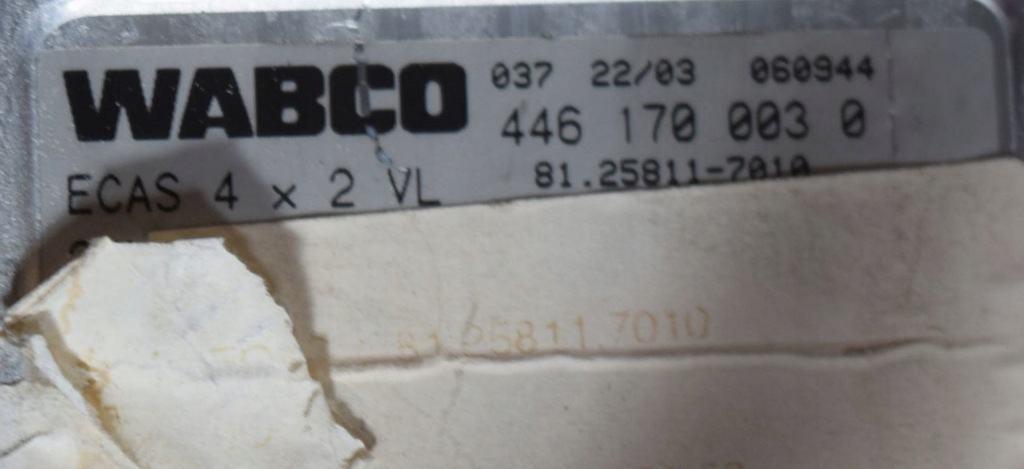 WABCO 037 22/03 060944
446 170 003 0
ECAS 4 x 2 VL 81.25811-7010
81.25811.7010